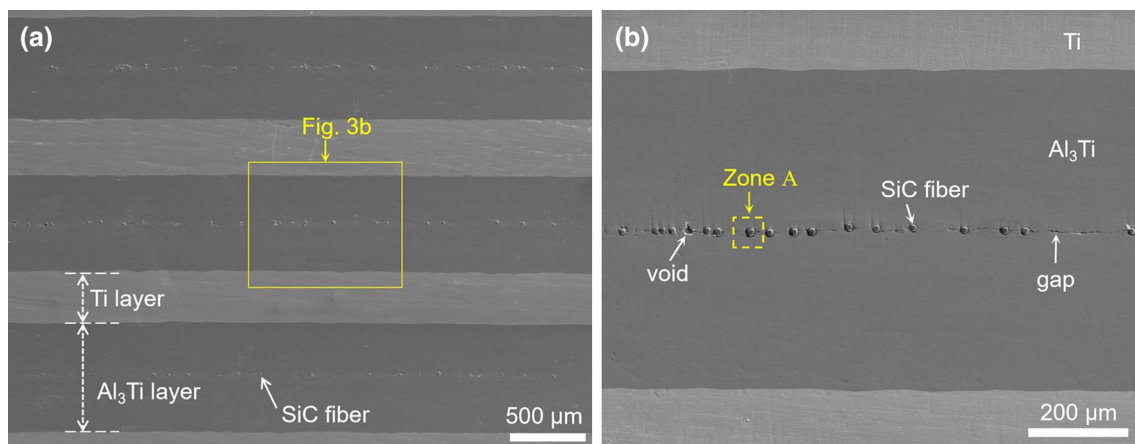 (a)
Fig. 3b
Ti layer
Al₃Ti layer
SiC fiber
500 µm
(b)
Ti
Al₃Ti
Zone A
SiC fiber
void
gap
200 µm